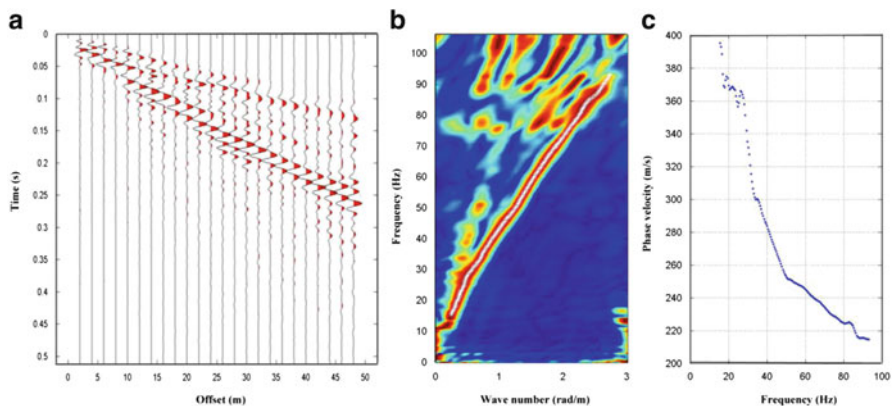 a
0
0.05
0.1
0.15
0.2
0.25
0.3
0.35
0.4
0.45
0.5
Time (s)
0 5 10 15 20 25 30 35 40 45 50
Offset (m)
b
100
90
80
70
60
50
40
30
20
10
0
Frequency (Hz)
0 1 2 3
Wave number (rad/m)
c
400
380
360
340
320
300
280
260
240
220
200
Phase velocity (m/s)
0 20 40 60 80 100
Frequency (Hz)